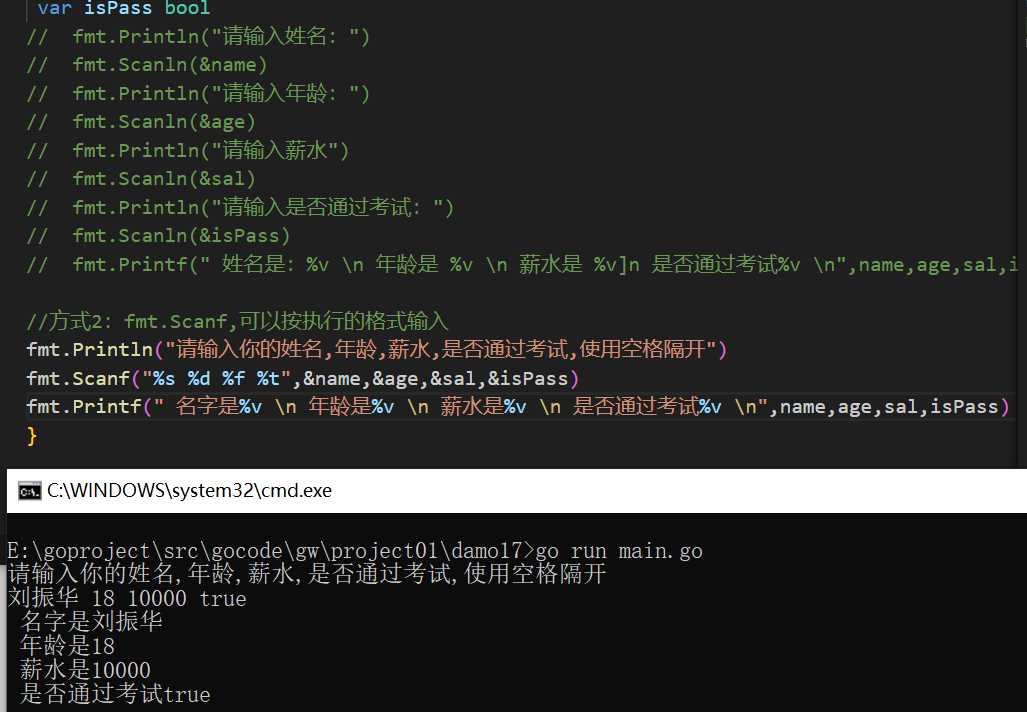 var isPass bool
// fmt.Println("请输入姓名: ")
// fmt.Scanln(&name)
// fmt.Println("请输入年龄: ")
// fmt.Scanln(&age)
// fmt.Println("请输入薪水")
// fmt.Scanln(&sal)
// fmt.Println("请输入是否通过考试: ")
// fmt.Scanln(&isPass)
// fmt.Printf(" 姓名是: %v \n 年龄是 %v \n 薪水是 %v]n 是否通过考试%v \n",name,age,sal,i
//方式2: fmt.Scanf,可以按执行的格式输入
fmt.Println("请输入你的姓名,年龄,薪水,是否通过考试,使用空格隔开")
fmt.Scanf("%s %d %f %t",&name,&age,&sal,&isPass)
fmt.Printf(" 名字是%v \n 年龄是%v \n 薪水是%v \n 是否通过考试%v \n",name,age,sal,isPass)
}
C:\WINDOWS\system32\cmd.exe
E:\goproject\src\gocode\gw\project01\damo17>go run main.go
请输入你的姓名,年龄,薪水,是否通过考试,使用空格隔开
刘振华 18 10000 true
名字是刘振华
年龄是18
薪水是10000
是否通过考试true